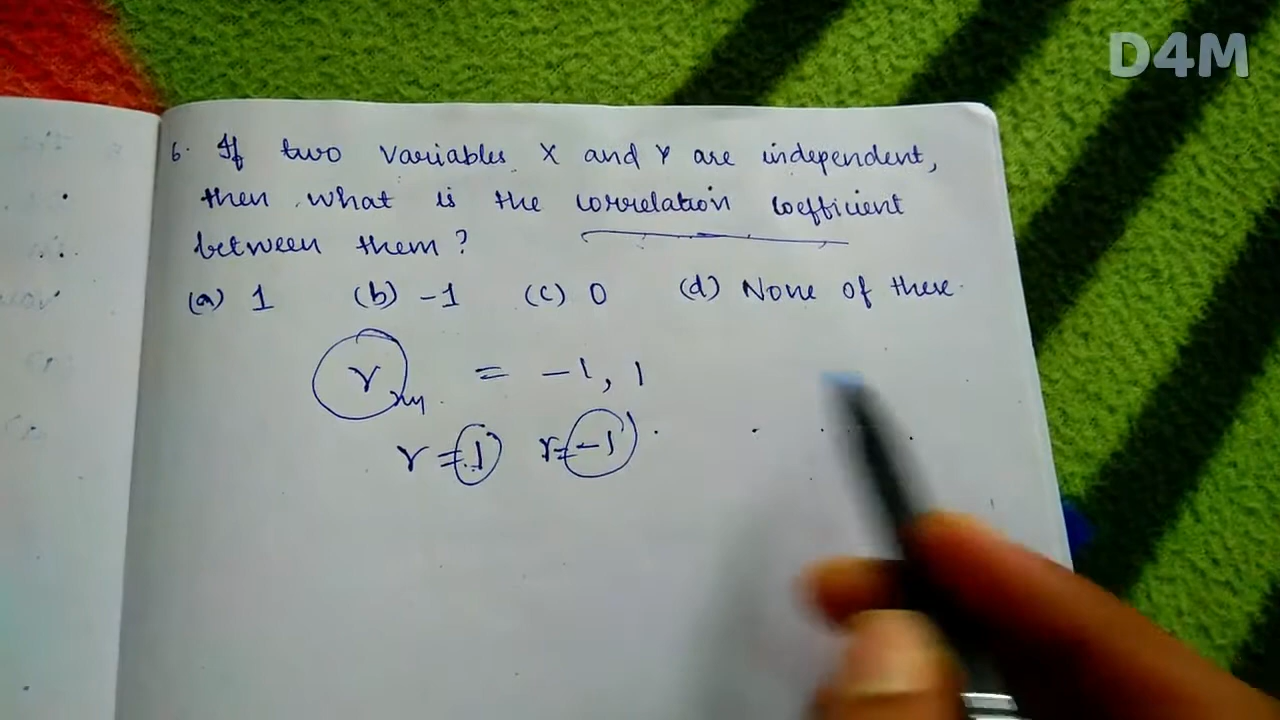 D4M
6. If two variables X and Y are independent,
then what is the correlation coefficient
between them?
(a) 1 (b) -1 (c) 0 (d) None of these.
r xy = -1, 1
r = 1 r = -1